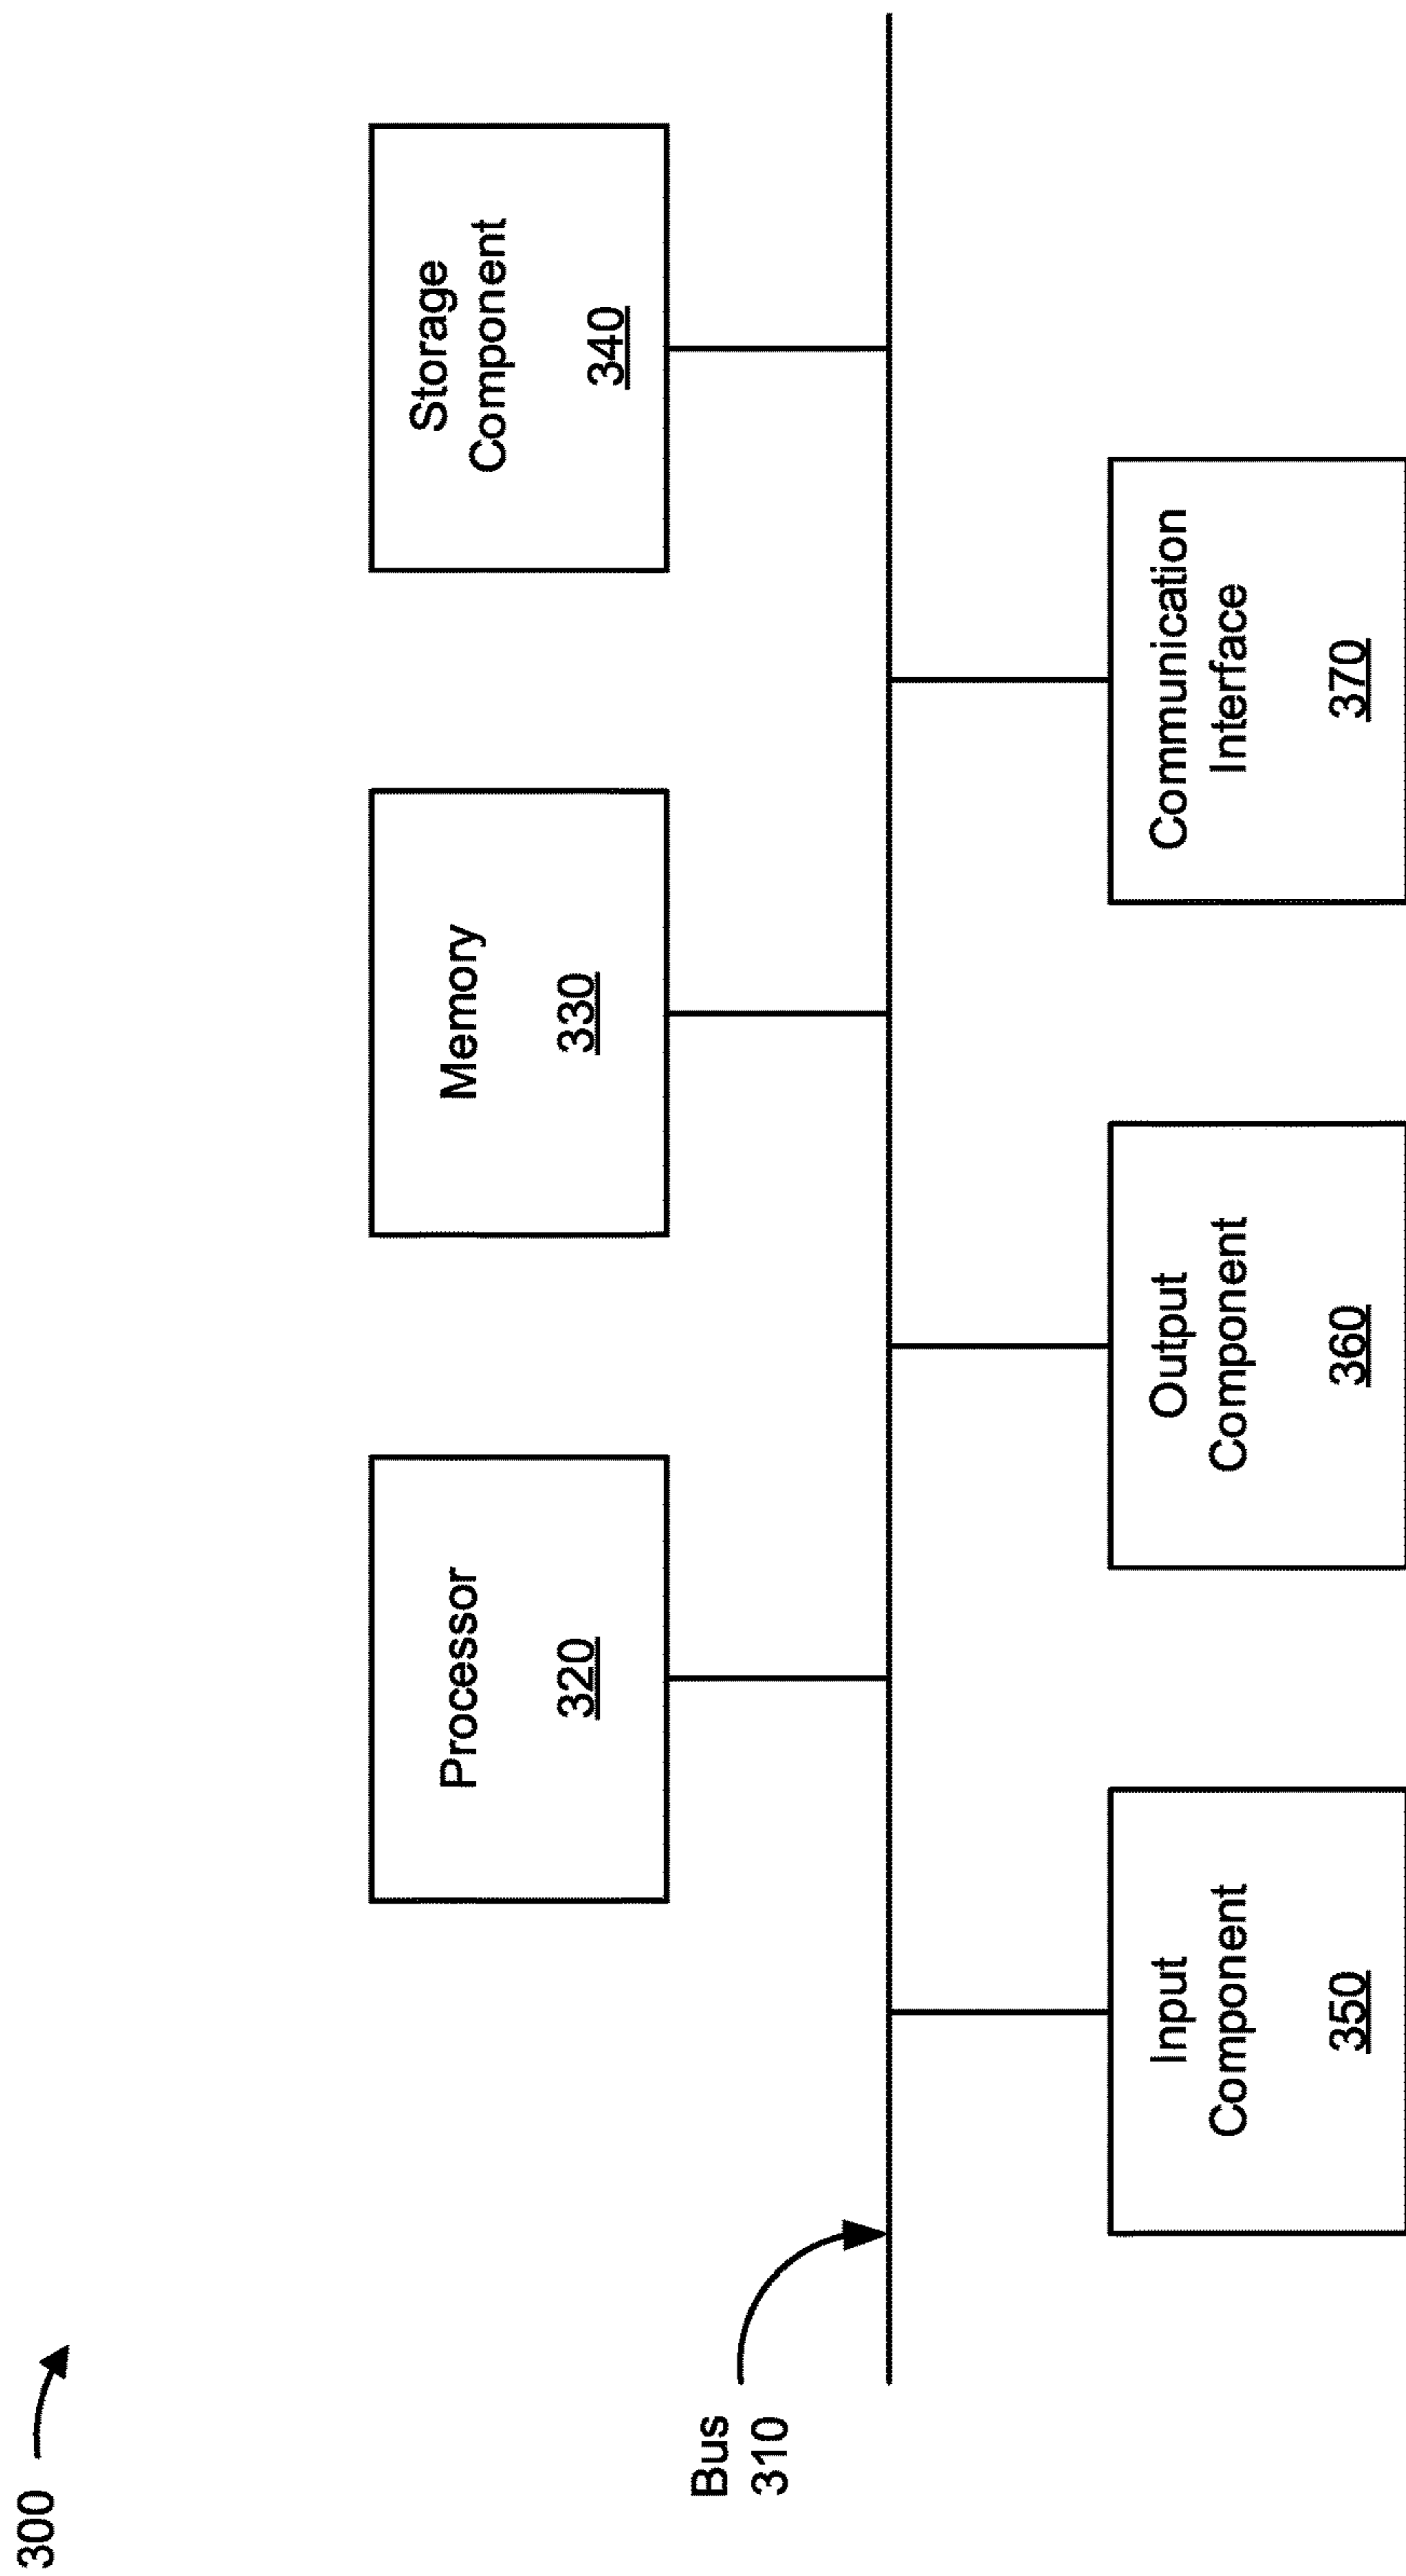 300
Processor
320
Memory
330
Storage
Component
340
Bus
310
Input
Component
350
Output
Component
360
Communication
Interface
370